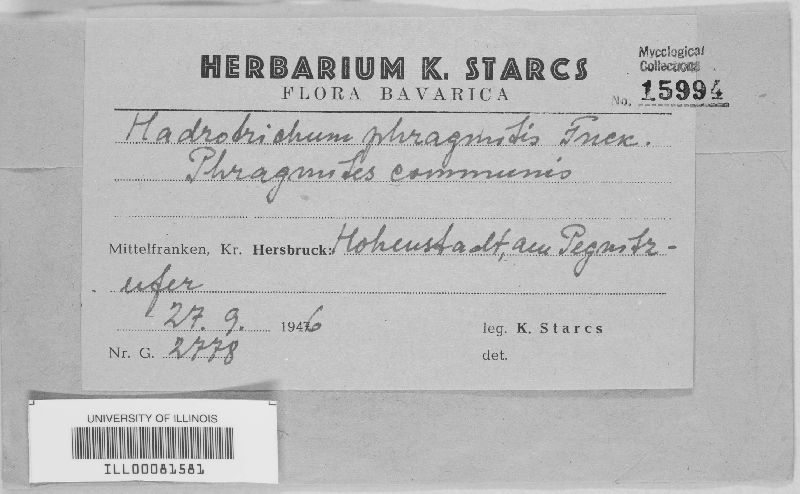 HERBARIUM K. STARCS
FLORA BAVARICA
Mycological
Collections
No. 15994
Hadrotrichum phragmitis Fuck.
Phragmites communis
Mittelfranken, Kr. Hersbruck: Hohenstadt, am Pegnitz-
ufer
27. 9. 1946
leg. K. Starcs
Nr. G. 2778
det.
UNIVERSITY OF ILLINOIS
ILL00081581